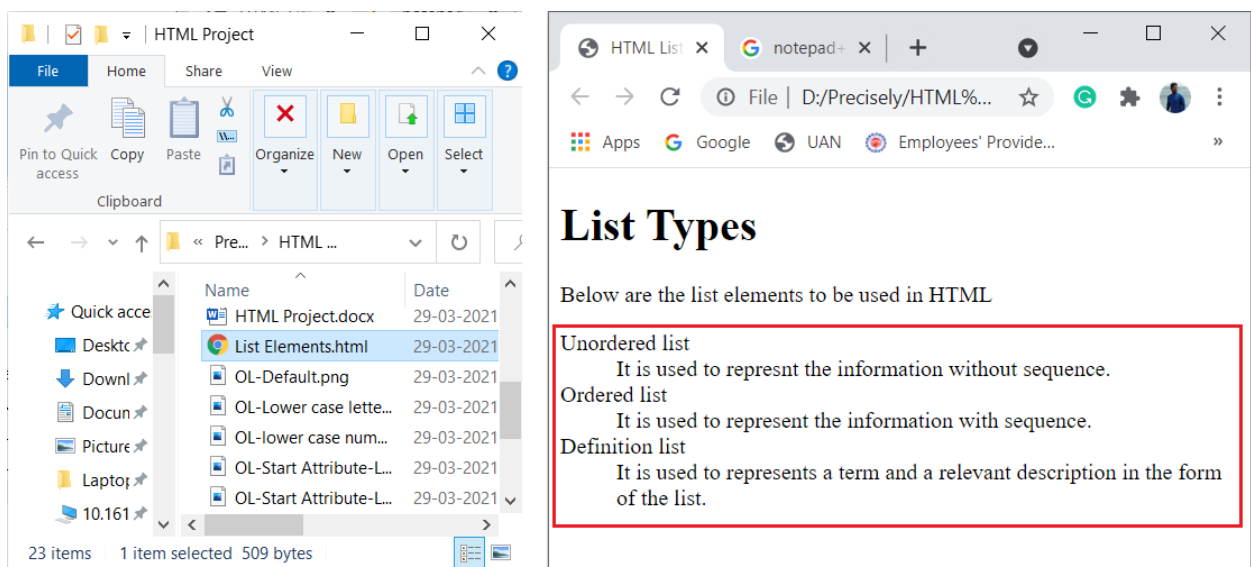 HTML Project
File Home Share View
Pin to Quick access
Copy
Paste
Organize
New
Open
Select
Clipboard
« Pre... > HTML ...
Name Date
Quick acce
HTML Project.docx 29-03-2021
Desktc
List Elements.html 29-03-2021
Downl
OL-Default.png 29-03-2021
Docun
OL-Lower case lette... 29-03-2021
Picture
OL-lower case num... 29-03-2021
Laptop
OL-Start Attribute-L... 29-03-2021
10.161
OL-Start Attribute-L... 29-03-2021
23 items 1 item selected 509 bytes
HTML List
notepad+
File | D:/Precisely/HTML%...
Apps Google UAN Employees' Provide... »
List Types
Below are the list elements to be used in HTML
Unordered list
It is used to represnt the information without sequence.
Ordered list
It is used to represent the information with sequence.
Definition list
It is used to represents a term and a relevant description in the form
of the list.